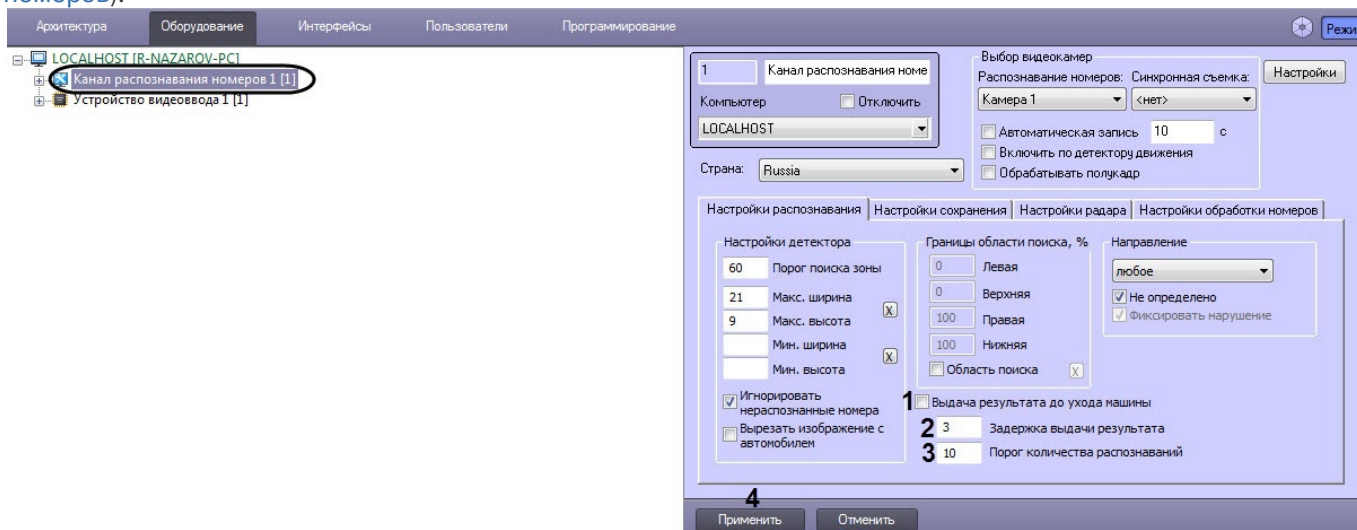 номеров).
Архитектура Оборудование Интерфейсы Пользователи Программирование Режи
LOCALHOST [R-NAZAROV-PC]
Канал распознавания номеров 1 [1]
Устройство видеоввода 1 [1]
1 Канал распознавания номе
Компьютер Отключить
LOCALHOST
Страна: Russia
Выбор видеокамер
Распознавание номеров: Синхронная съемка:
Камера 1 <нет>
Автоматическая запись 10 с
Включить по детектору движения
Обрабатывать полукадр
Настройки
Настройки распознавания Настройки сохранения Настройки радара Настройки обработки номеров
Настройки детектора
60 Порог поиска зоны
21 Макс. ширина
9 Макс. высота
X
Мин. ширина
Мин. высота
X
Игнорировать
нераспознанные номера
Вырезать изображение с
автомобилем
Границы области поиска, %
0 Левая
0 Верхняя
100 Правая
100 Нижняя
Область поиска X
Направление
любое
Не определено
Фиксировать нарушение
1 Выдача результата до ухода машины
2 3 Задержка выдачи результата
3 10 Порог количества распознаваний
4
Применить Отменить